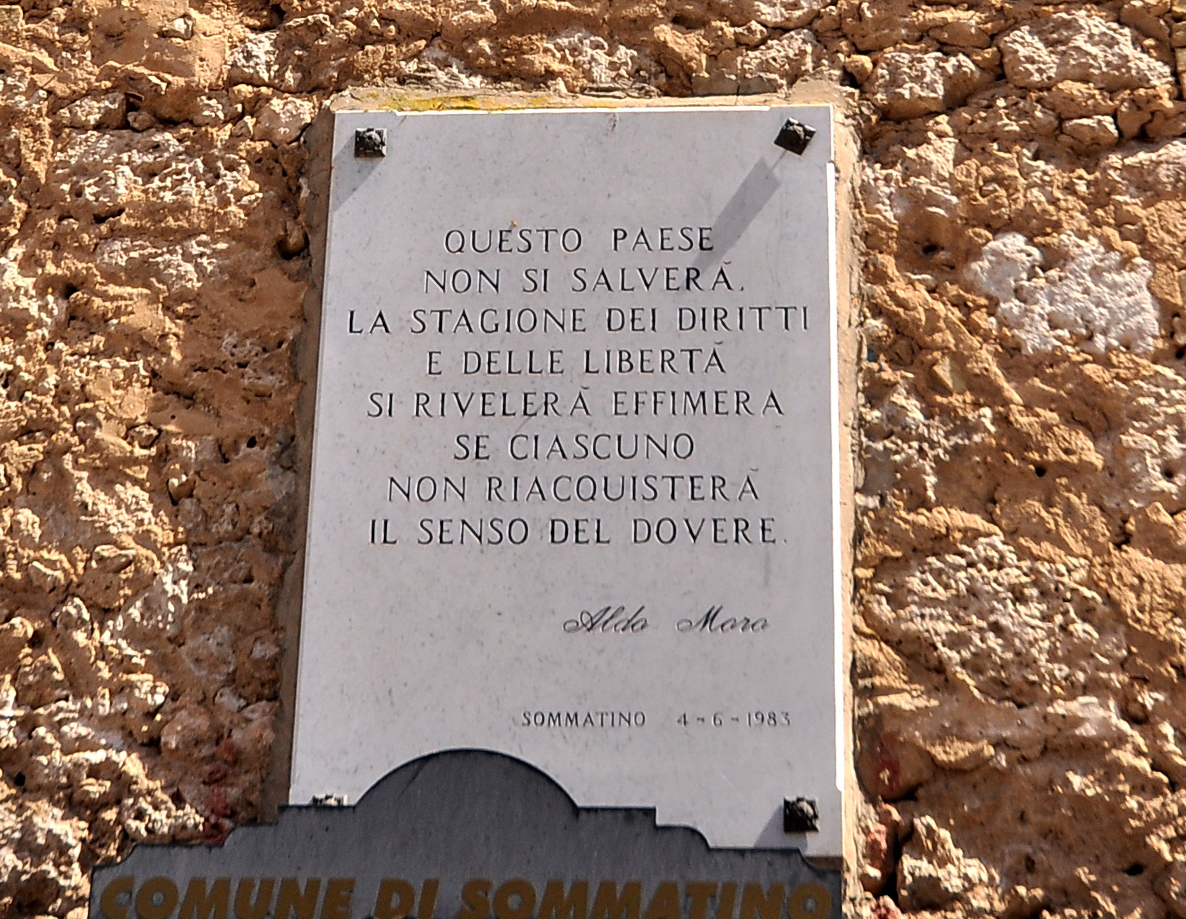 QUESTO PAESE
NON SI SALVERÀ.
LA STAGIONE DEI DIRITTI
E DELLE LIBERTÀ
SI RIVELERÀ EFFIMERA
SE CIASCUNO
NON RIACQUISTERÀ
IL SENSO DEL DOVERE.
Aldo Moro
SOMMATINO 4-6-1983
COMUNE DI SOMMATINO